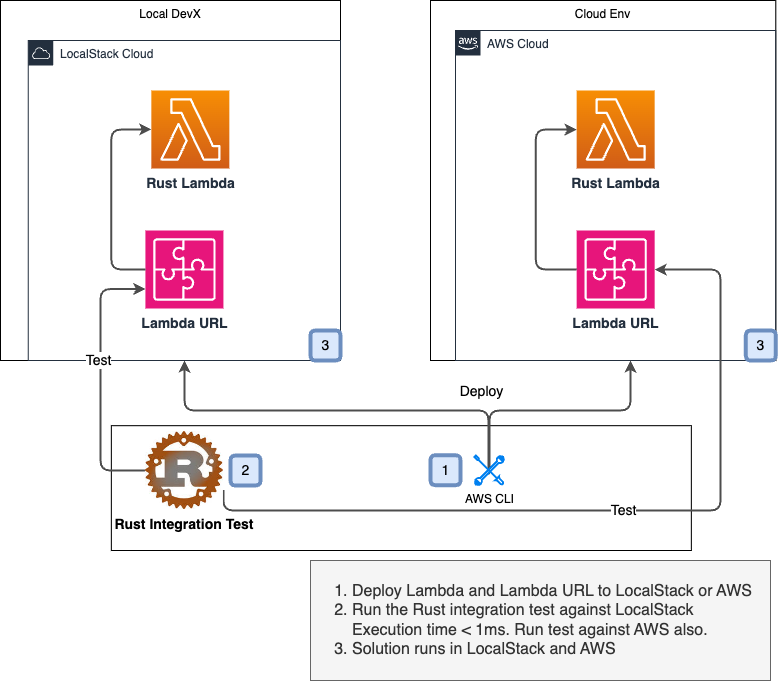 Local DevX
Cloud Env
LocalStack Cloud
aws
AWS Cloud
Rust Lambda
Rust Lambda
Lambda URL
Lambda URL
3
3
Test
Deploy
R
2
1
AWS CLI
Test
Rust Integration Test
1. Deploy Lambda and Lambda URL to LocalStack or AWS
2. Run the Rust integration test against LocalStack
Execution time < 1ms. Run test against AWS also.
3. Solution runs in LocalStack and AWS